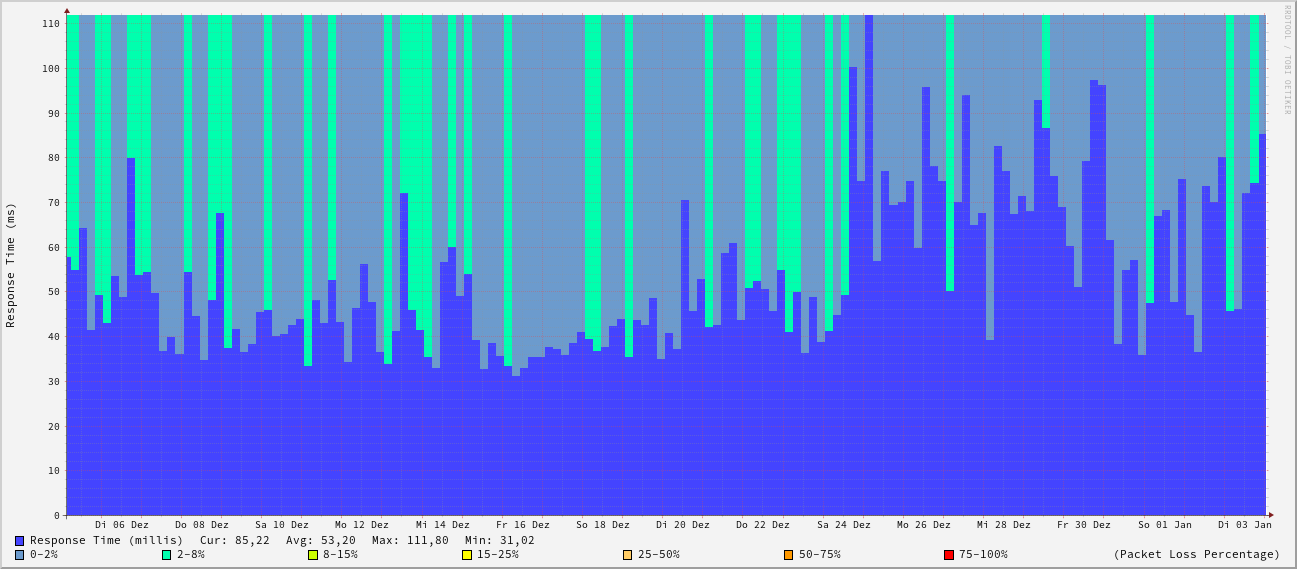 RRDTOOL / TOBI OETIKER
Response Time (ms)
110
100
90
80
70
60
50
40
30
20
10
0
Di 06 Dez Do 08 Dez Sa 10 Dez Mo 12 Dez Mi 14 Dez Fr 16 Dez So 18 Dez Di 20 Dez Do 22 Dez Sa 24 Dez Mo 26 Dez Mi 28 Dez Fr 30 Dez So 01 Jan Di 03 Jan
Response Time (millis) Cur: 85,22 Avg: 53,20 Max: 111,80 Min: 31,02
0-2% 2-8% 8-15% 15-25% 25-50% 50-75% 75-100% (Packet Loss Percentage)